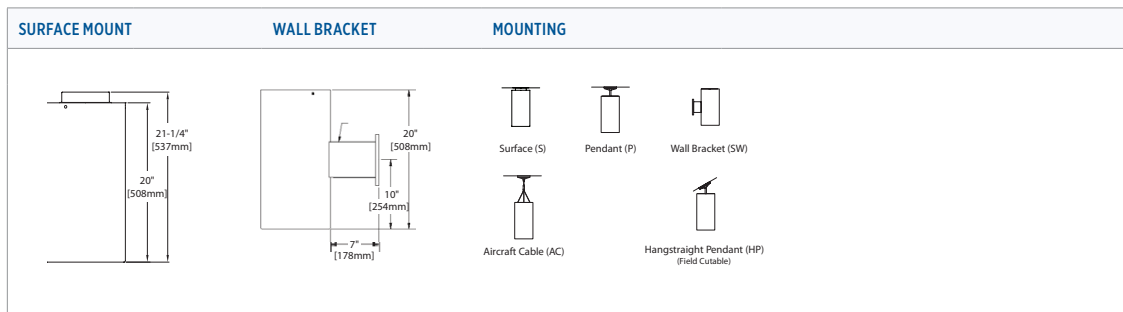 SURFACE MOUNT
WALL BRACKET
MOUNTING
21-1/4"
[537mm]
20"
[508mm]
20"
[508mm]
10"
[254mm]
7"
[178mm]
Surface (S)
Pendant (P)
Wall Bracket (SW)
Aircraft Cable (AC)
Hangstraight Pendant (HP)
(Field Cutable)